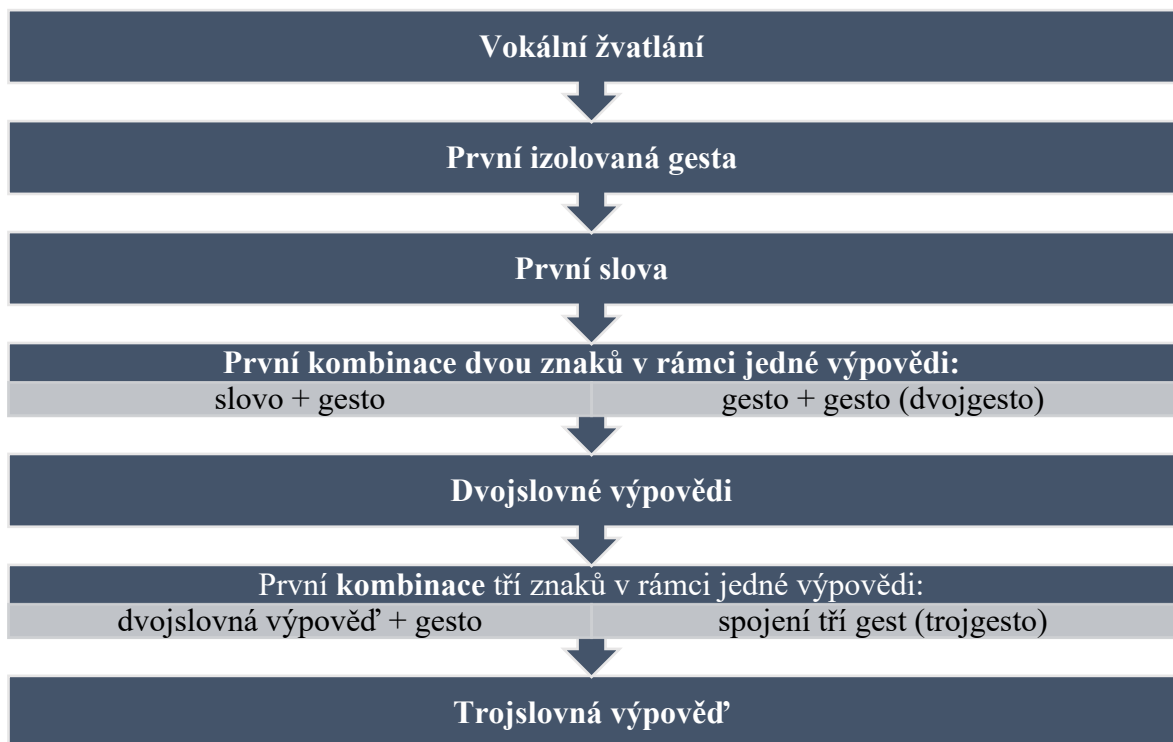 Vokální žvatlání
První izolovaná gesta
První slova
První kombinace dvou znaků v rámci jedné výpovědi:
slovo + gesto
gesto + gesto (dvojgesto)
Dvojslovné výpovědi
První kombinace tří znaků v rámci jedné výpovědi:
dvojslovná výpověď + gesto
spojení tří gest (trojgesto)
Trojslovná výpověď